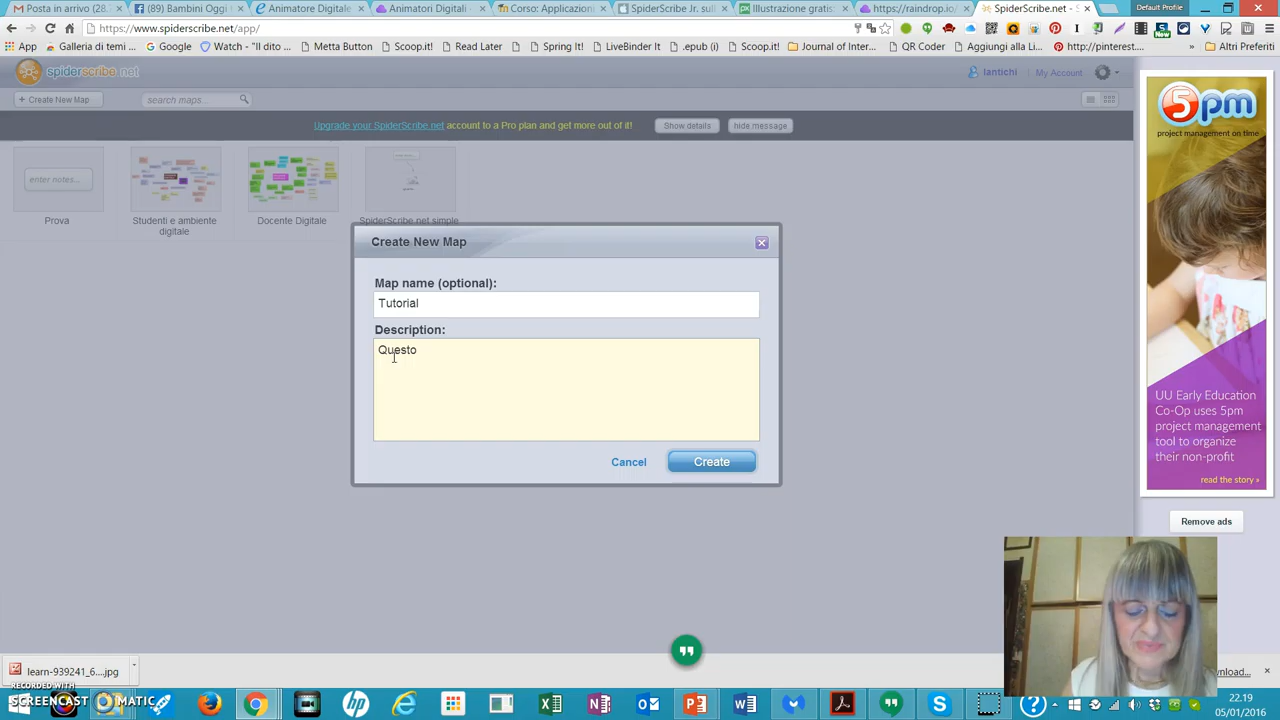 Posta in arrivo (28.
(89) Bambini Oggi
Animatore Digitale
Animatori Digitali
Corso: Applicazioni
SpiderScribe Jr. sul
Illustrazione gratis
https://raindrop.io/
SpiderScribe.net - S
Default Profile
https://www.spiderscribe.net/app/
App
Galleria di temi ...
Google
Watch - "Il dito ...
Metta Button
Scoop.it!
Read Later
Spring It!
LiveBinder It
.epub (i)
Scoop.it!
Journal of Inter...
QR Coder
Aggiungi alla Li...
http://pinterest....
»
Altri Preferiti
spiderscribe.net
lantichi
My Account
+ Create New Map
search maps...
Upgrade your SpiderScribe.net account to a Pro plan and get more out of it!
Show details
hide message
enter notes...
Prova
Studenti e ambiente
digitale
Docente Digitale
SpiderScribe.net simple
Create New Map
Map name (optional):
Tutorial
Description:
Questo
Cancel
Create
5pm
project management on time
UU Early Education
Co-Op uses 5pm
project management
tool to organize
their non-profit
read the story »
Remove ads
learn-939241_6....jpg
wnload...
RECORDED WITH
SCREENCAST-O-MATIC
22.19
05/01/2016